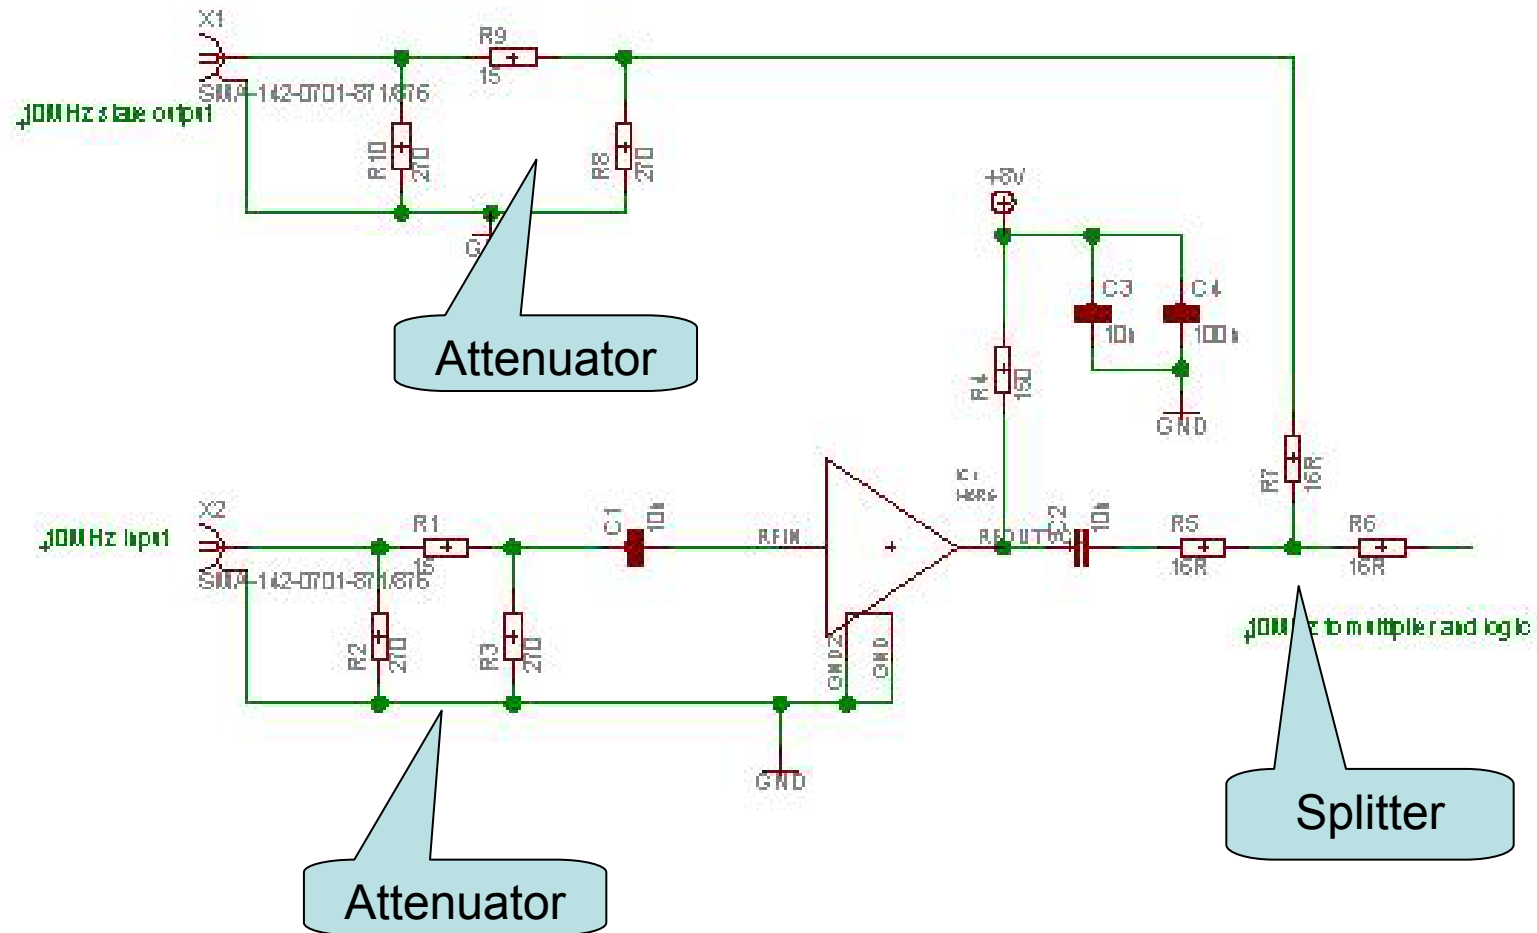 X1
R9
15
SMA-142-0701-871/876
10MHz slave output
R10
270
R8
270
+8V
Attenuator
C3
10n
C4
100n
R4
GND
R7
16R
X2
10MHz input
R1
15
C1
10n
RFIN
RFOUT
C2
10n
R5
16R
R6
16R
SMA-142-0701-871/876
R2
270
R3
270
GND2
GND
10MHz to multiplier and logic
GND
Splitter
Attenuator